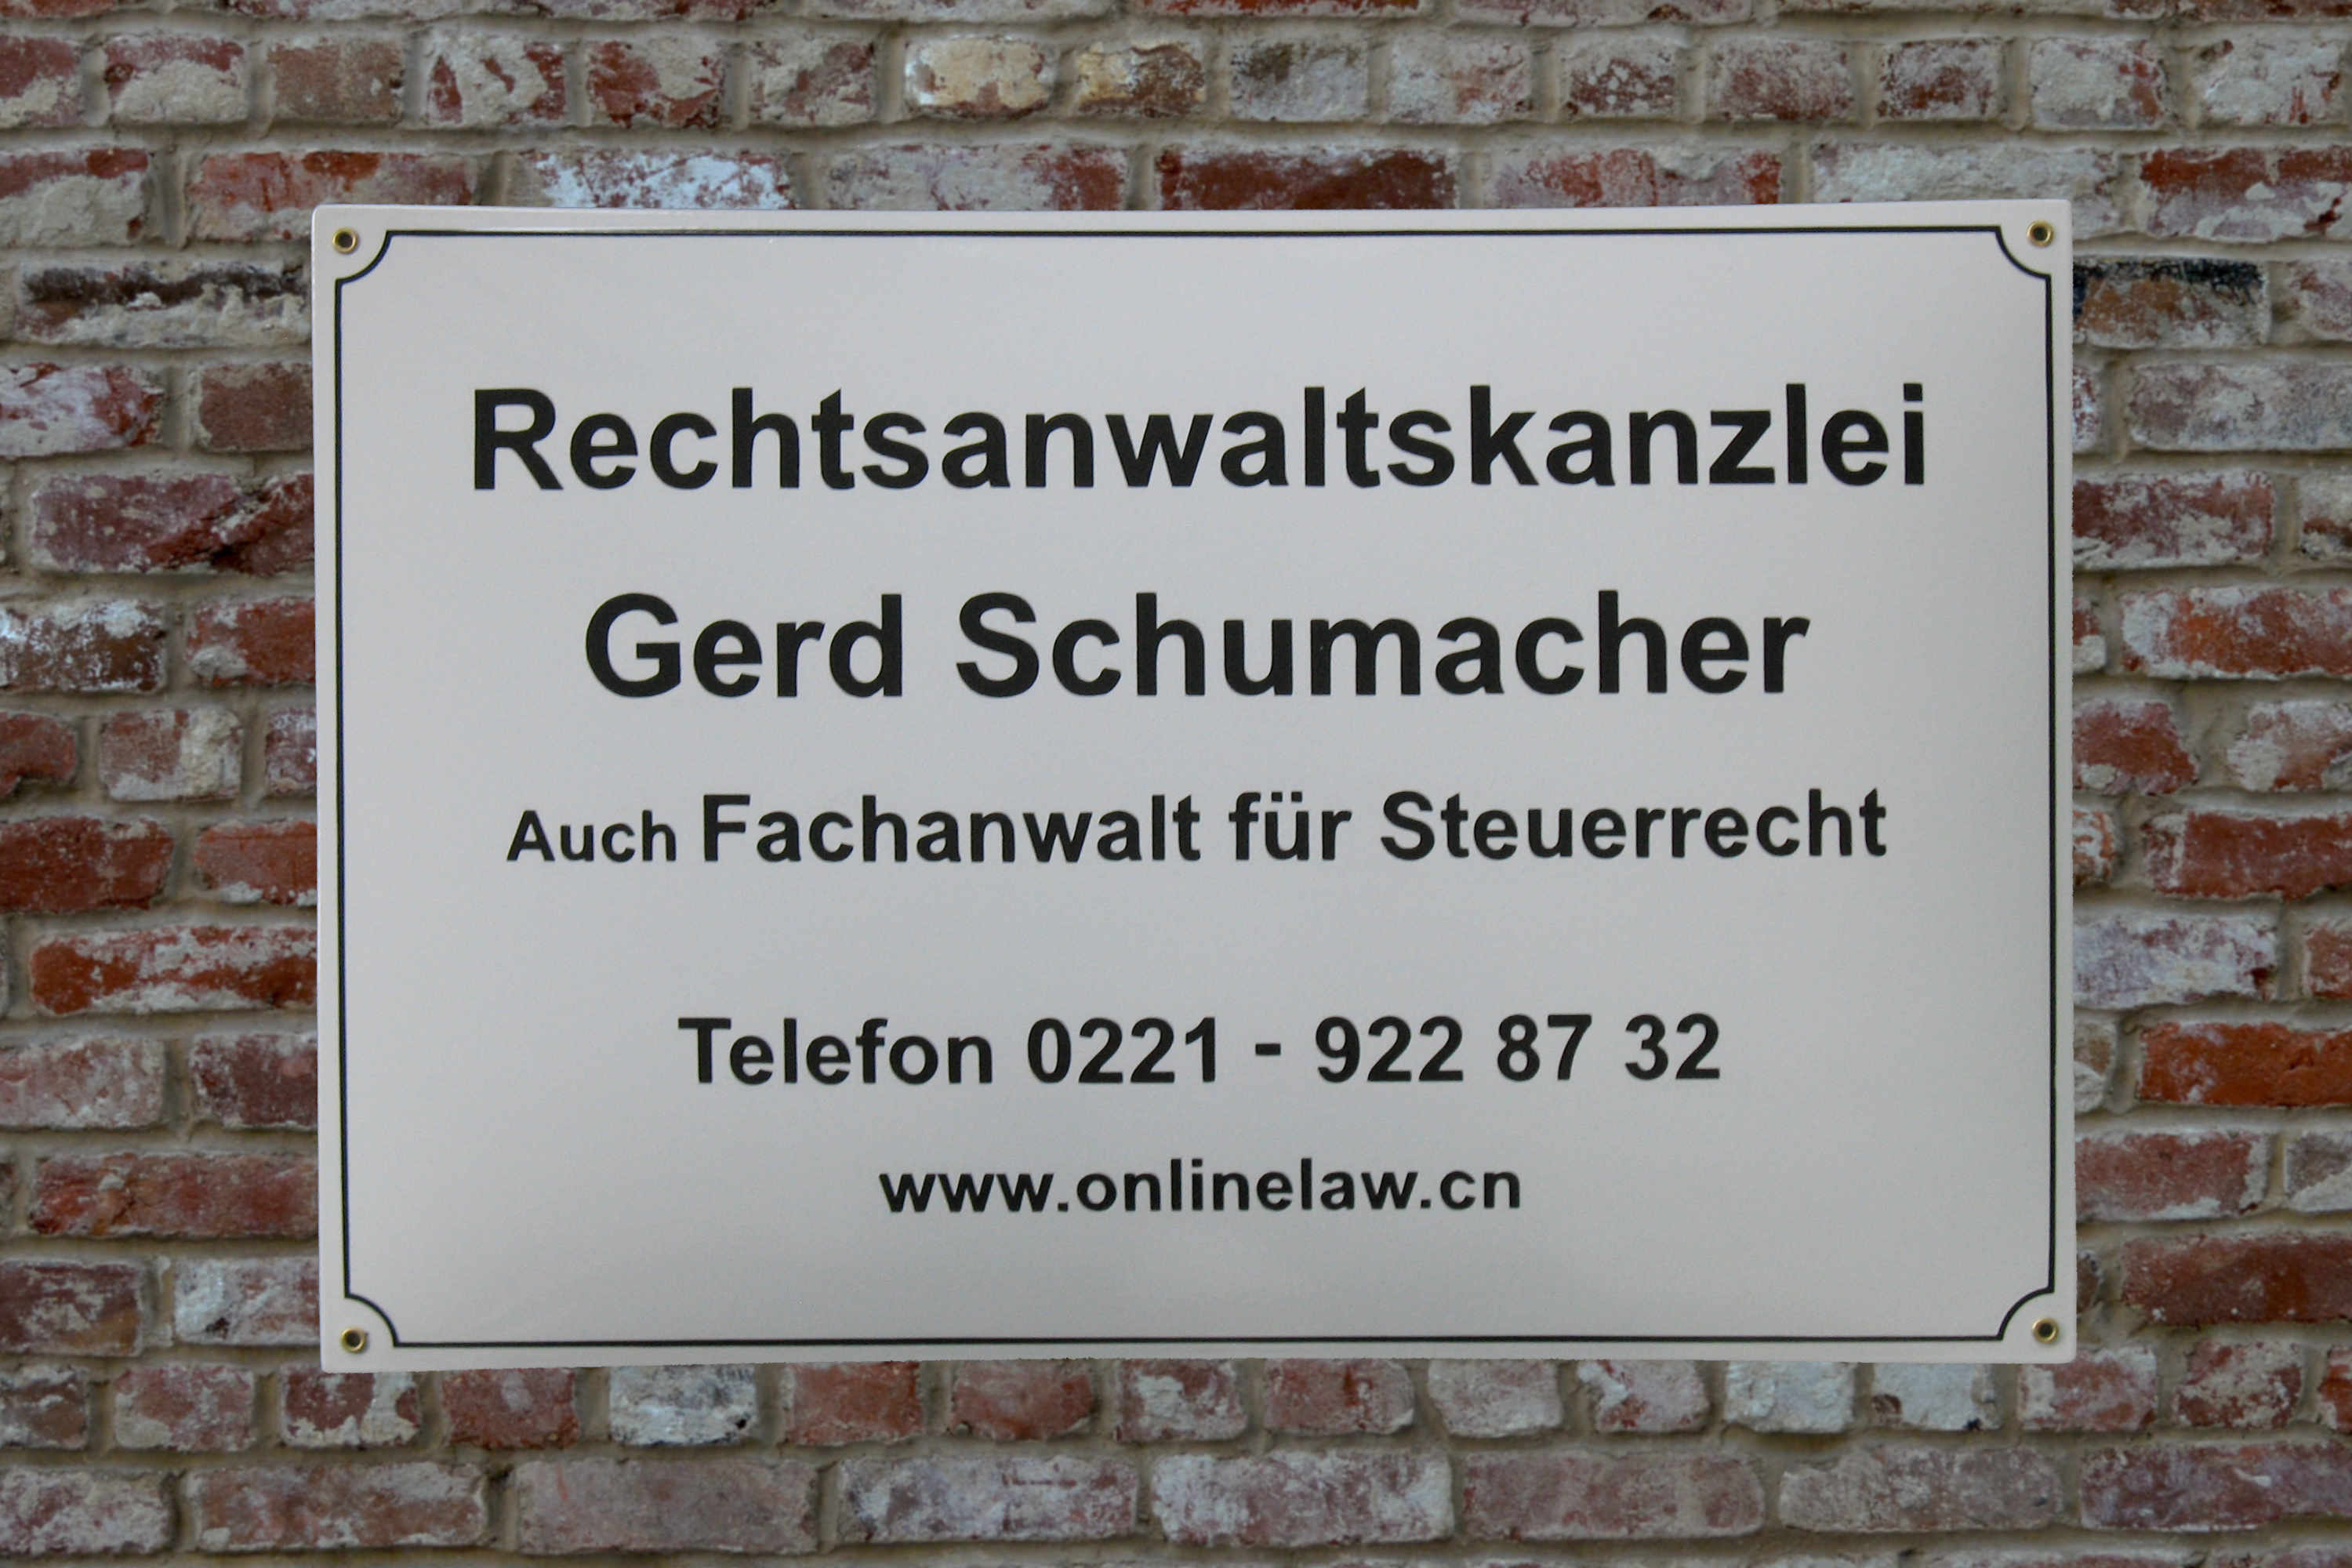 Rechtsanwaltskanzlei
Gerd Schumacher
Auch Fachanwalt für Steuerrecht
Telefon 0221 - 922 87 32
www.onlinelaw.cn